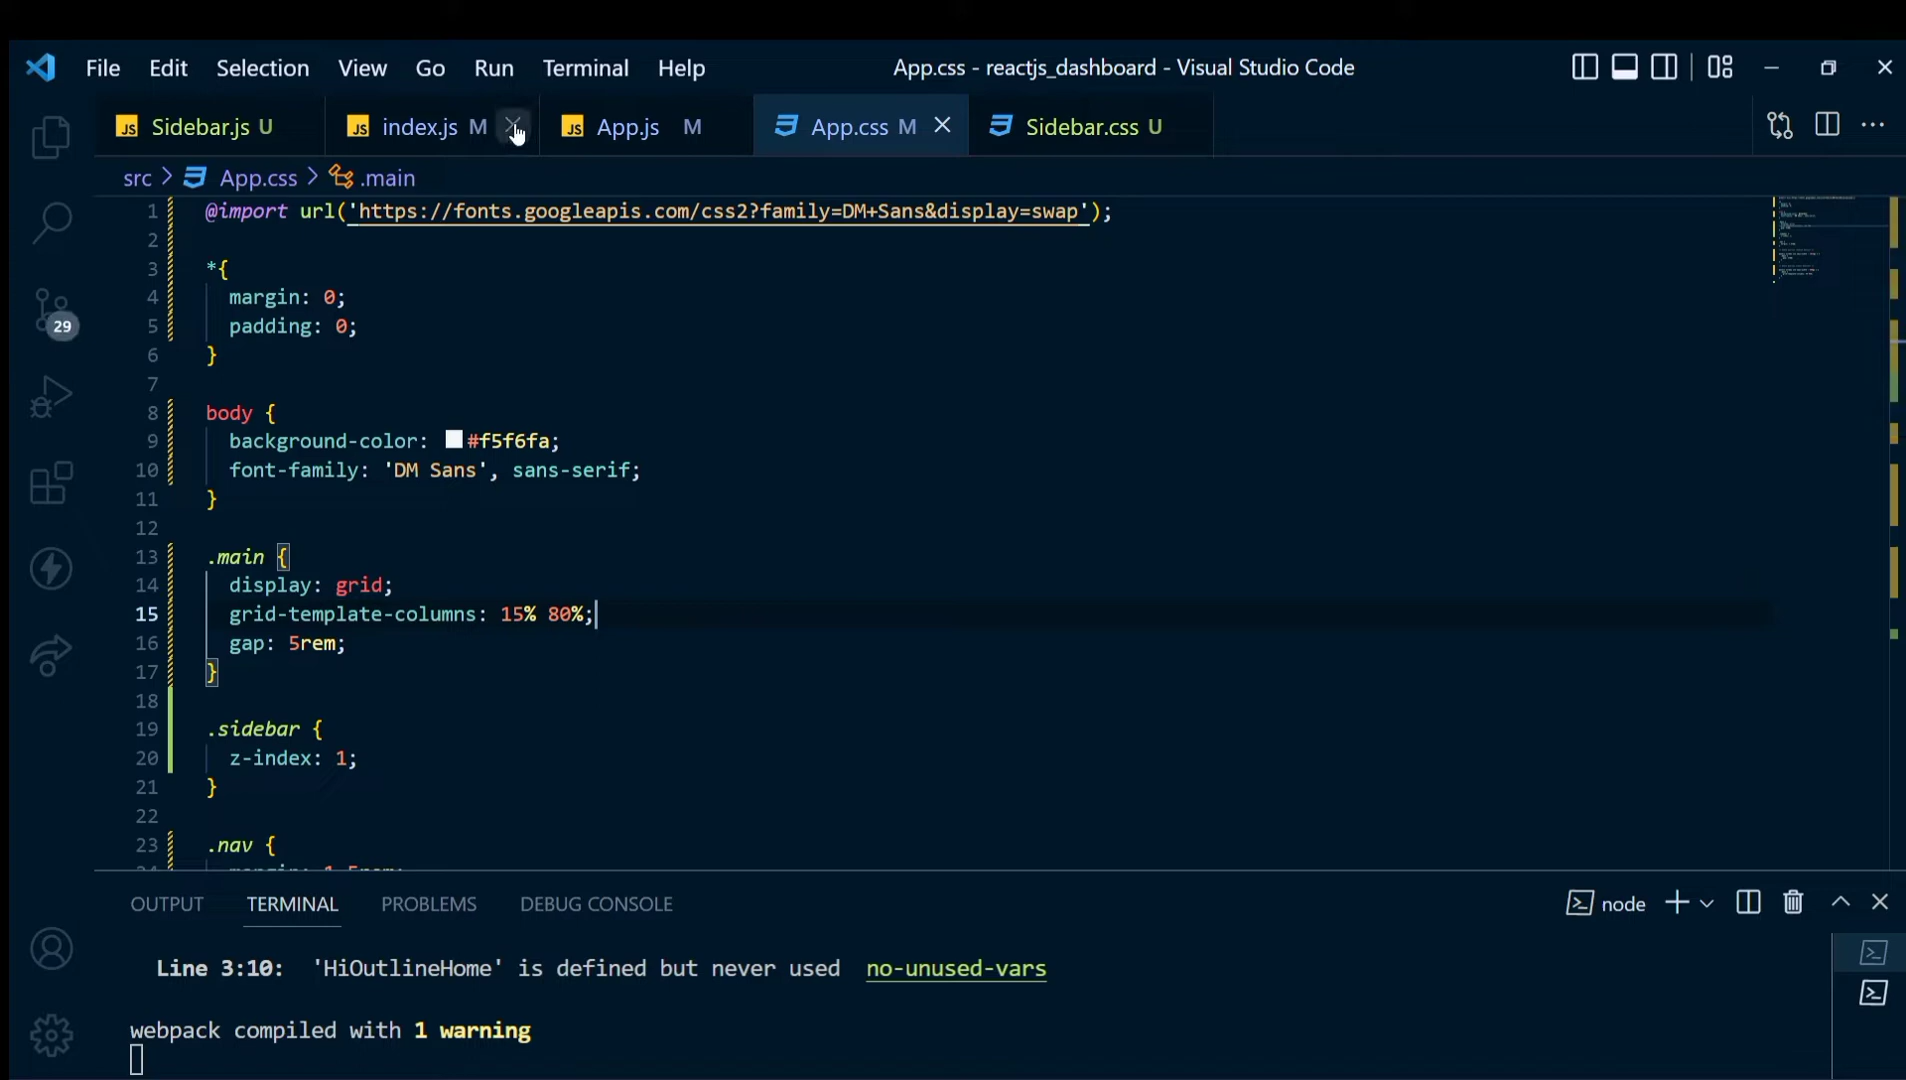 File Edit Selection View Go Run Terminal Help App.css - reactjs_dashboard - Visual Studio Code
JS Sidebar.js U JS index.js M JS App.js M App.css M Sidebar.css U
src > App.css > .main
1 @import url('https://fonts.googleapis.com/css2?family=DM+Sans&display=swap');
2
3 *{
4 margin: 0;
5 padding: 0;
6 }
7
8 body {
9 background-color: #f5f6fa;
10 font-family: 'DM Sans', sans-serif;
11 }
12
13 .main {
14 display: grid;
15 grid-template-columns: 15% 80%;
16 gap: 5rem;
17 }
18
19 .sidebar {
20 z-index: 1;
21 }
22
23 .nav {
29
OUTPUT TERMINAL PROBLEMS DEBUG CONSOLE node
Line 3:10: 'HiOutlineHome' is defined but never used no-unused-vars
webpack compiled with 1 warning